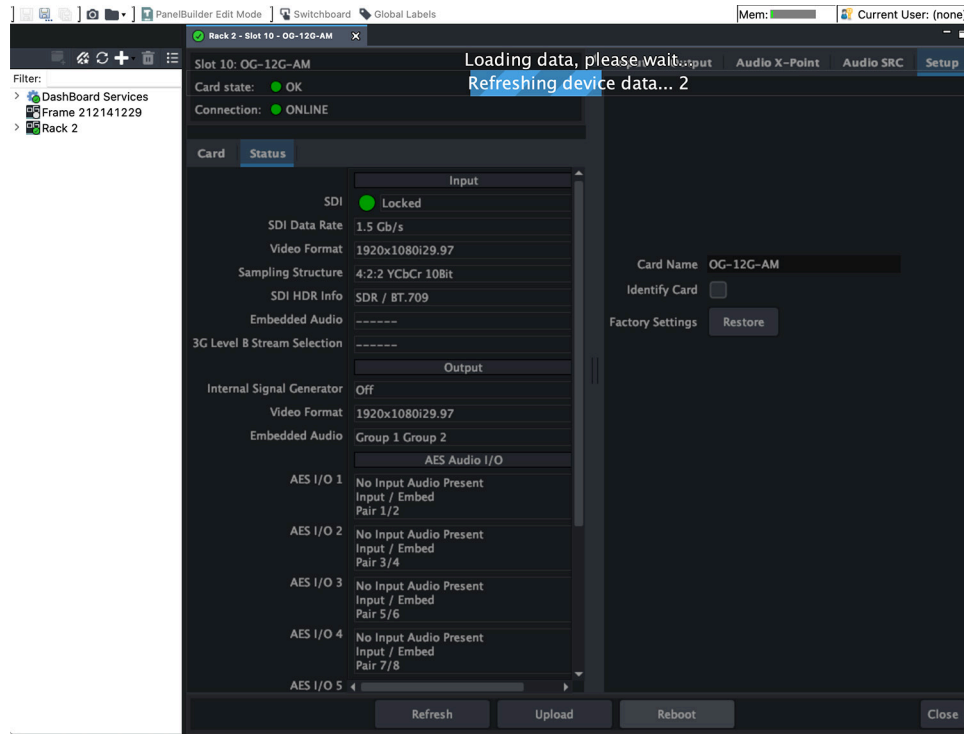 PanelBuilder Edit Mode
Switchboard
Global Labels
Mem:
Current User: (none)
Rack 2 - Slot 10 - OG-12G-AM
Filter:
DashBoard Services
Frame 212141229
Rack 2
Slot 10: OG-12G-AM
Loading data, please wait...
Audio X-Point
Audio SRC
Setup
Card state: OK
Refreshing device data... 2
Connection: ONLINE
Card
Status
Input
SDI Locked
SDI Data Rate 1.5 Gb/s
Video Format 1920x1080i29.97
Sampling Structure 4:2:2 YCbCr 10Bit
SDI HDR Info SDR / BT.709
Embedded Audio ------
3G Level B Stream Selection ------
Output
Internal Signal Generator Off
Video Format 1920x1080i29.97
Embedded Audio Group 1 Group 2
AES Audio I/O
AES I/O 1 No Input Audio Present
Input / Embed
Pair 1/2
AES I/O 2 No Input Audio Present
Input / Embed
Pair 3/4
AES I/O 3 No Input Audio Present
Input / Embed
Pair 5/6
AES I/O 4 No Input Audio Present
Input / Embed
Pair 7/8
AES I/O 5
Card Name OG-12G-AM
Identify Card
Factory Settings Restore
Refresh
Upload
Reboot
Close